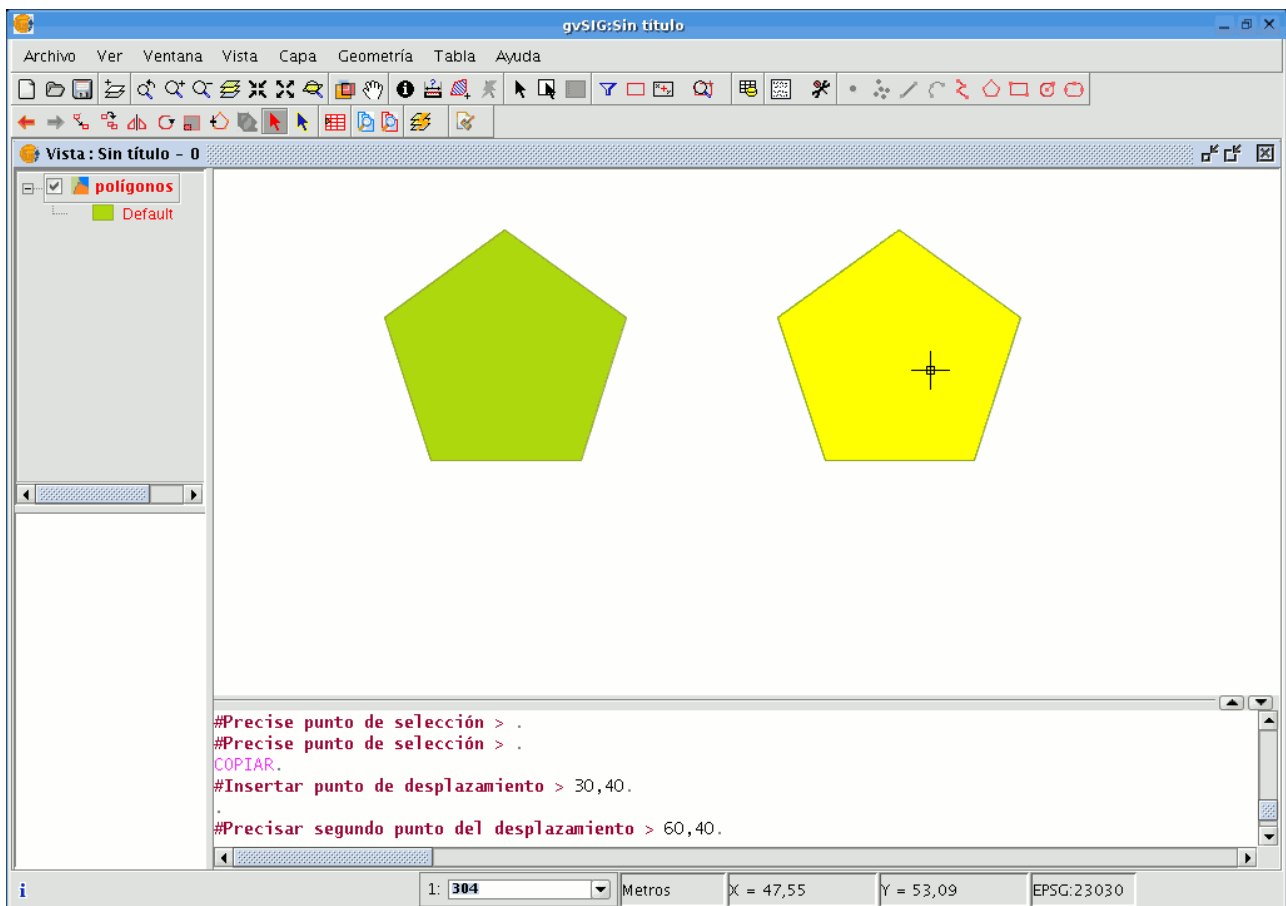 gvSIG:Sin título
Archivo Ver Ventana Vista Capa Geometría Tabla Ayuda
Vista : Sin título - 0
polígonos
Default
#Precise punto de selección > .
#Precise punto de selección > .
COPIAR.
#Insertar punto de desplazamiento > 30,40.
.
#Precisar segundo punto del desplazamiento > 60,40.
1: 304 Metros X = 47,55 Y = 53,09 EPSG:23030